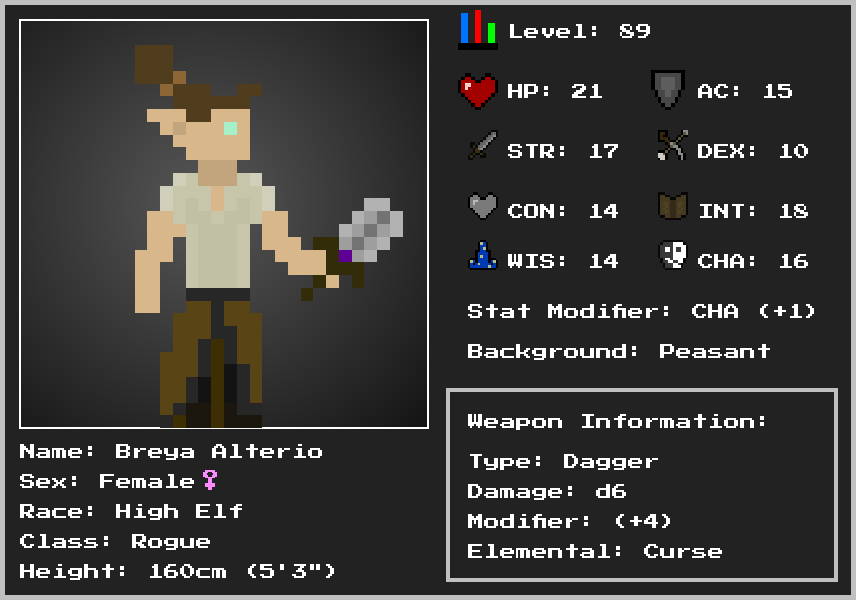 Level: 89
HP: 21 AC: 15
STR: 17 DEX: 10
CON: 14 INT: 18
WIS: 14 CHA: 16
Stat Modifier: CHA (+1)
Background: Peasant
Name: Breya Alterio
Sex: Female♀
Race: High Elf
Class: Rogue
Height: 160cm (5'3")
Weapon Information:
Type: Dagger
Damage: d6
Modifier: (+4)
Elemental: Curse